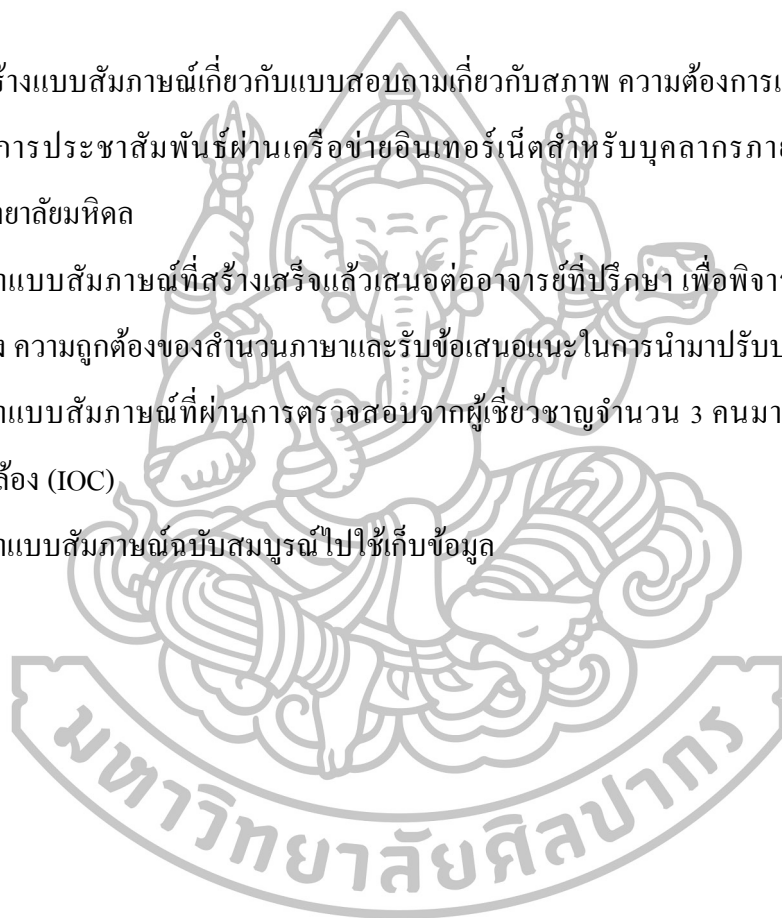 ร้างแบบสัมภาษณ์เกี่ยวกับแบบสอบถามเกี่ยวกับสภาพ ความต้องการแ
การประชาสัมพันธ์ผ่านเครือข่ายอินเทอร์เน็ตสำหรับบุคลากรภาย
ยาลัยมหิดล
าแบบสัมภาษณ์ที่สร้างเสร็จแล้วเสนอต่ออาจารย์ที่ปรึกษา เพื่อพิจาร
ง ความถูกต้องของสำนวนภาษาและรับข้อเสนอแนะในการนำมาปรับป
าแบบสัมภาษณ์ที่ผ่านการตรวจสอบจากผู้เชี่ยวชาญจำนวน 3 คนมา
ล้อง (IOC)
าแบบสัมภาษณ์ฉบับสมบูรณ์ไปใช้เก็บข้อมูล
มหาวิทยาลัยศิลปากร